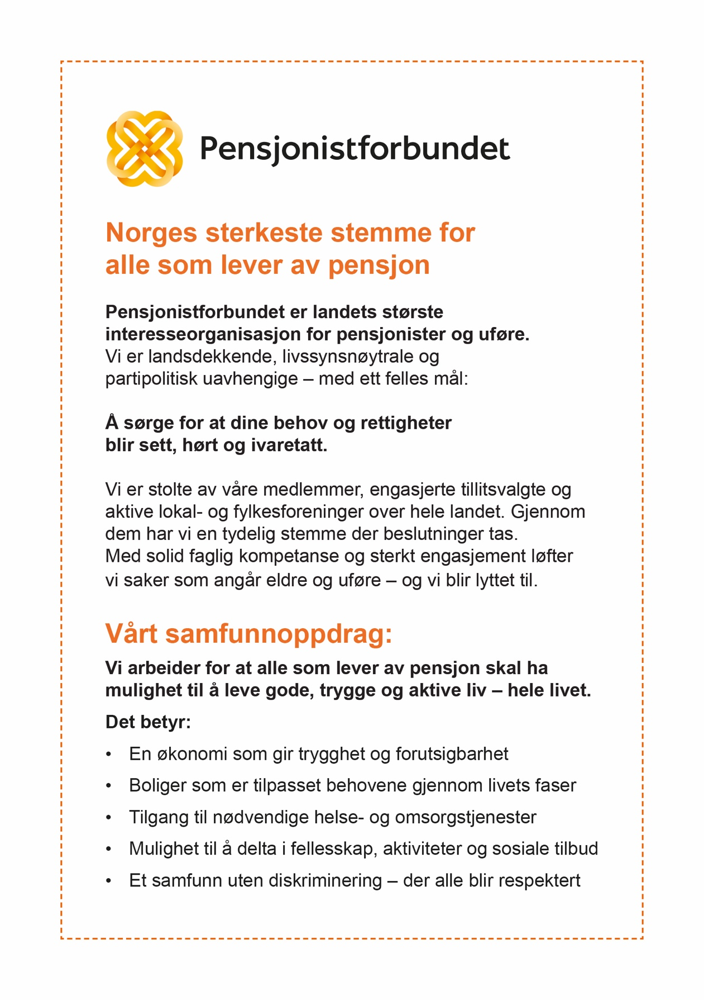 Pensjonistforbundet
Norges sterkeste stemme for
alle som lever av pensjon
Pensjonistforbundet er landets største
interesseorganisasjon for pensjonister og uføre.
Vi er landsdekkende, livssynsnøytrale og
partipolitisk uavhengige – med ett felles mål:
Å sørge for at dine behov og rettigheter
blir sett, hørt og ivaretatt.
Vi er stolte av våre medlemmer, engasjerte tillitsvalgte og
aktive lokal- og fylkesforeninger over hele landet. Gjennom
dem har vi en tydelig stemme der beslutninger tas.
Med solid faglig kompetanse og sterkt engasjement løfter
vi saker som angår eldre og uføre – og vi blir lyttet til.
Vårt samfunnoppdrag:
Vi arbeider for at alle som lever av pensjon skal ha
mulighet til å leve gode, trygge og aktive liv – hele livet.
Det betyr:
• En økonomi som gir trygghet og forutsigbarhet
• Boliger som er tilpasset behovene gjennom livets faser
• Tilgang til nødvendige helse- og omsorgstjenester
• Mulighet til å delta i fellesskap, aktiviteter og sosiale tilbud
• Et samfunn uten diskriminering – der alle blir respektert